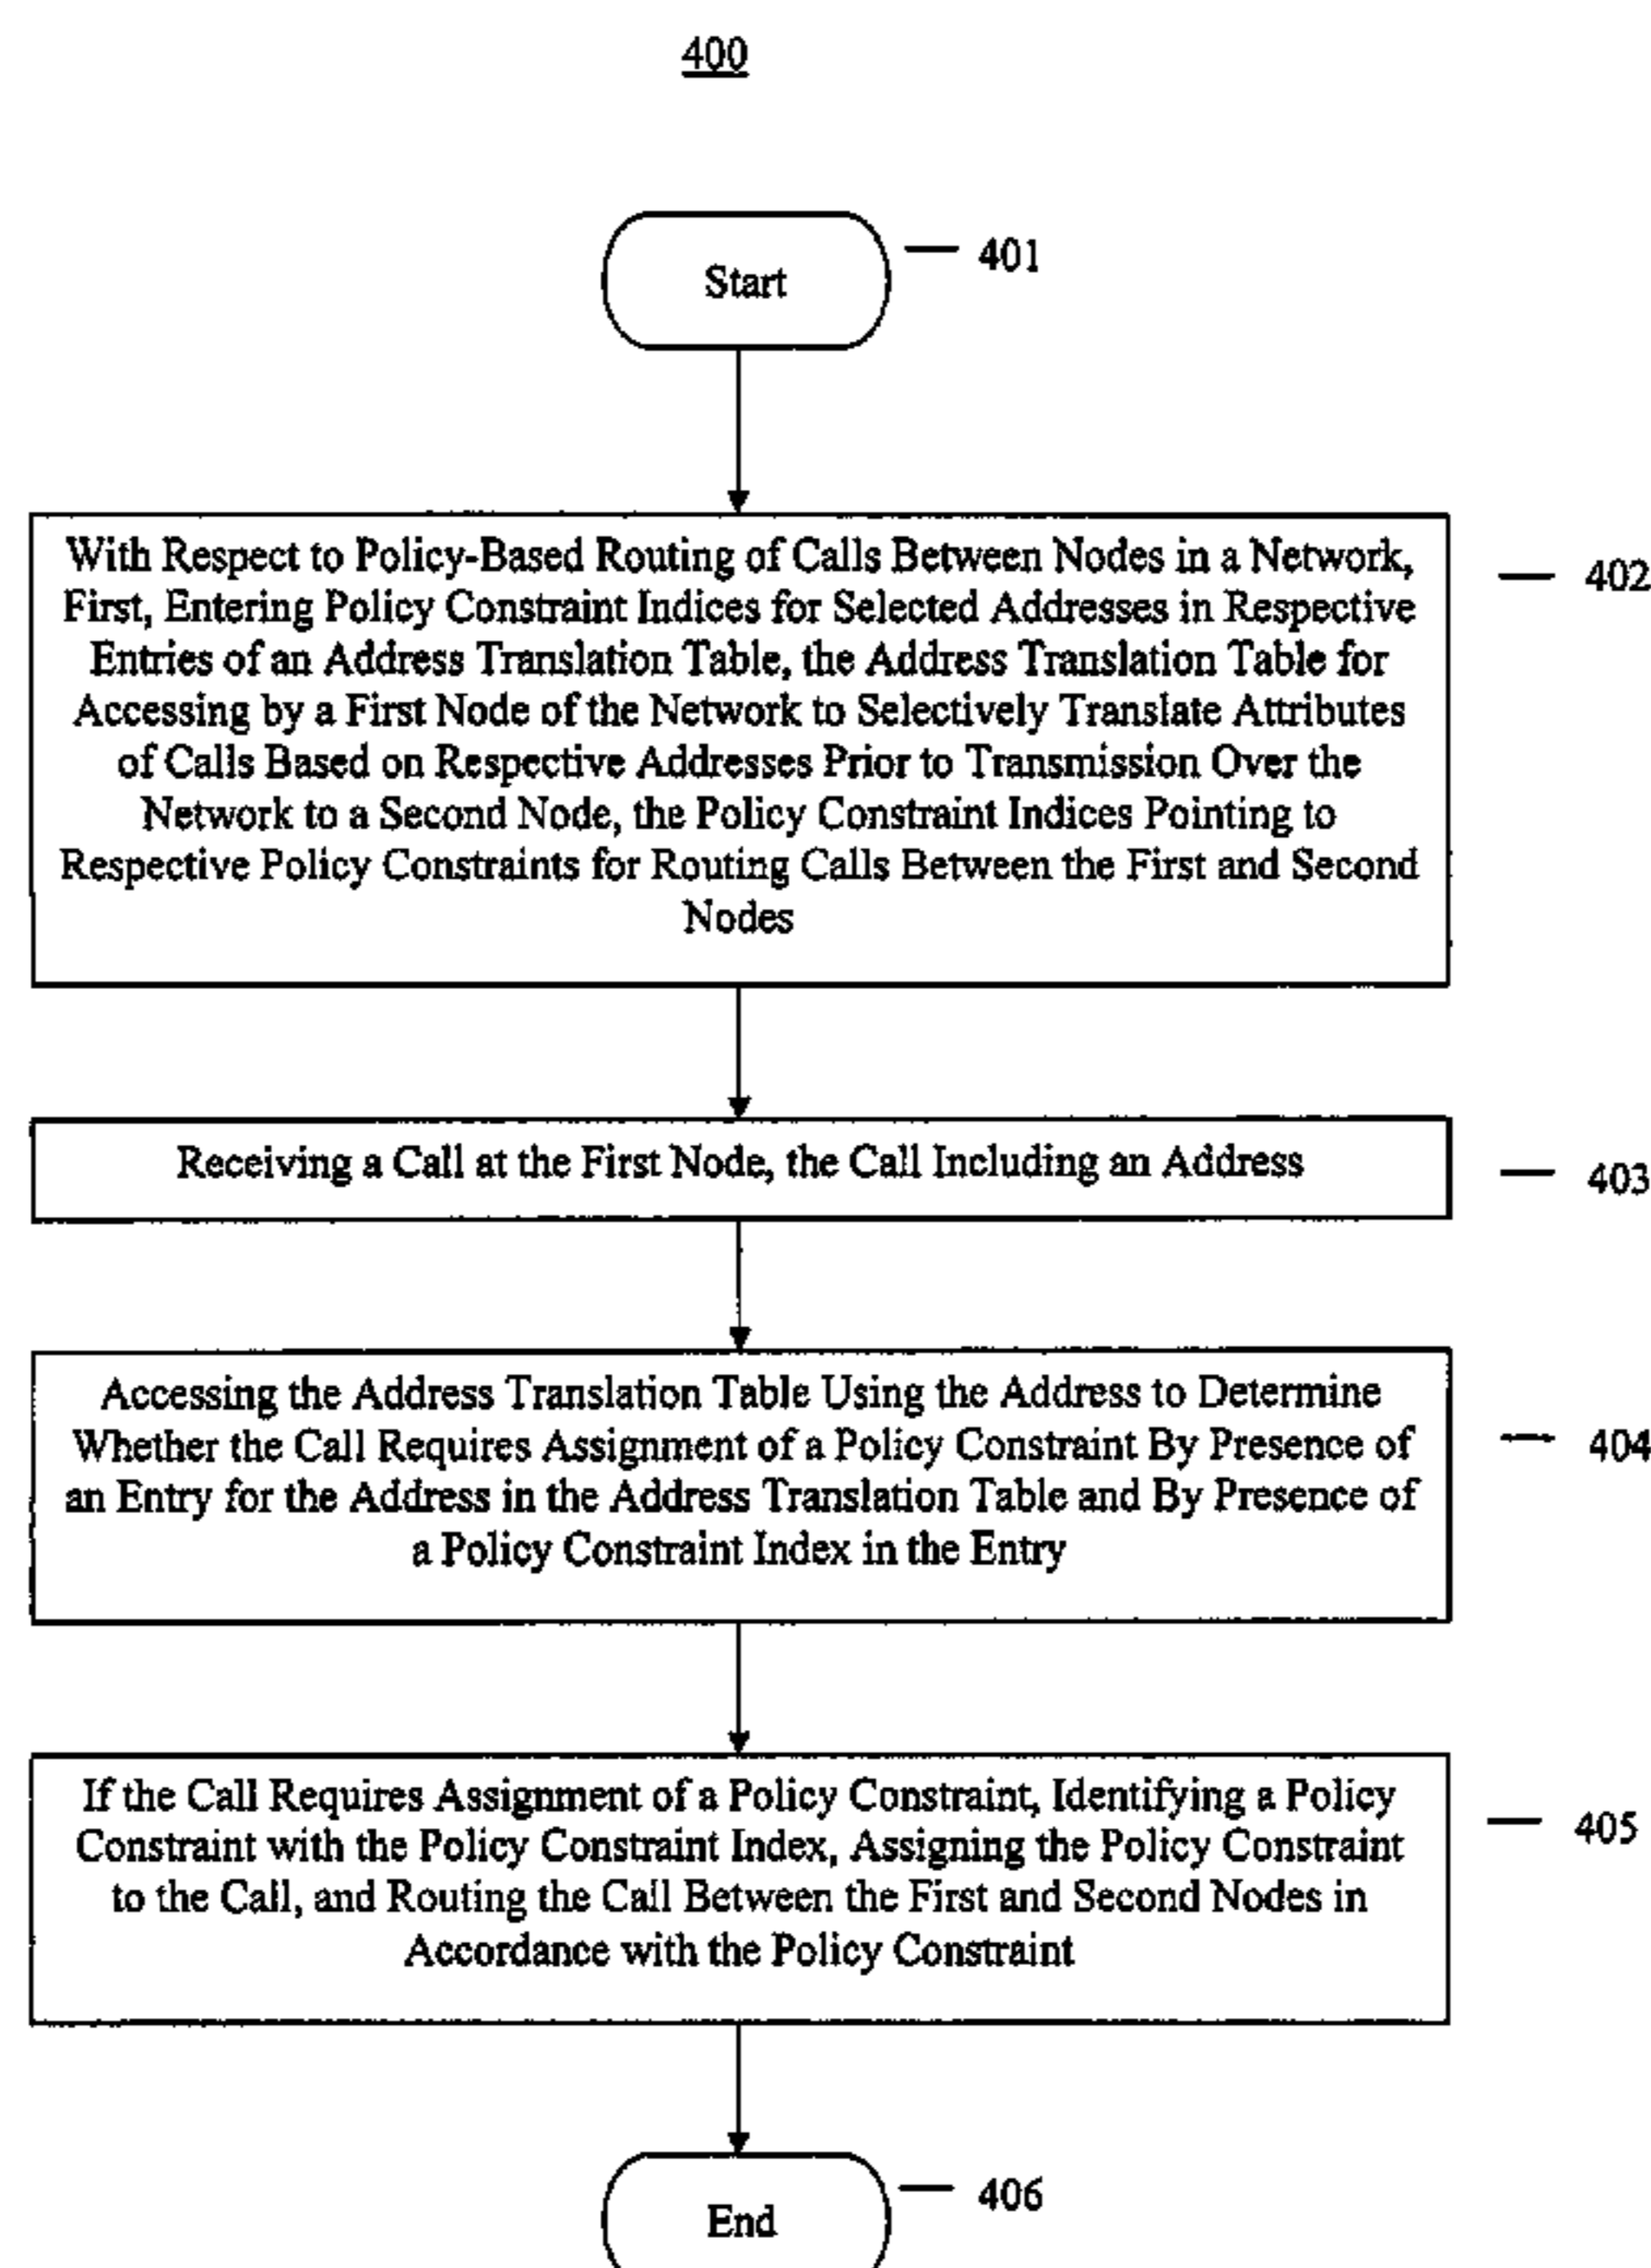 400
Start
401
With Respect to Policy-Based Routing of Calls Between Nodes in a Network,
First, Entering Policy Constraint Indices for Selected Addresses in Respective
Entries of an Address Translation Table, the Address Translation Table for
Accessing by a First Node of the Network to Selectively Translate Attributes
of Calls Based on Respective Addresses Prior to Transmission Over the
Network to a Second Node, the Policy Constraint Indices Pointing to
Respective Policy Constraints for Routing Calls Between the First and Second
Nodes
402
Receiving a Call at the First Node, the Call Including an Address
403
Accessing the Address Translation Table Using the Address to Determine
Whether the Call Requires Assignment of a Policy Constraint By Presence of
an Entry for the Address in the Address Translation Table and By Presence of
a Policy Constraint Index in the Entry
404
If the Call Requires Assignment of a Policy Constraint, Identifying a Policy
Constraint with the Policy Constraint Index, Assigning the Policy Constraint
to the Call, and Routing the Call Between the First and Second Nodes in
Accordance with the Policy Constraint
405
End
406